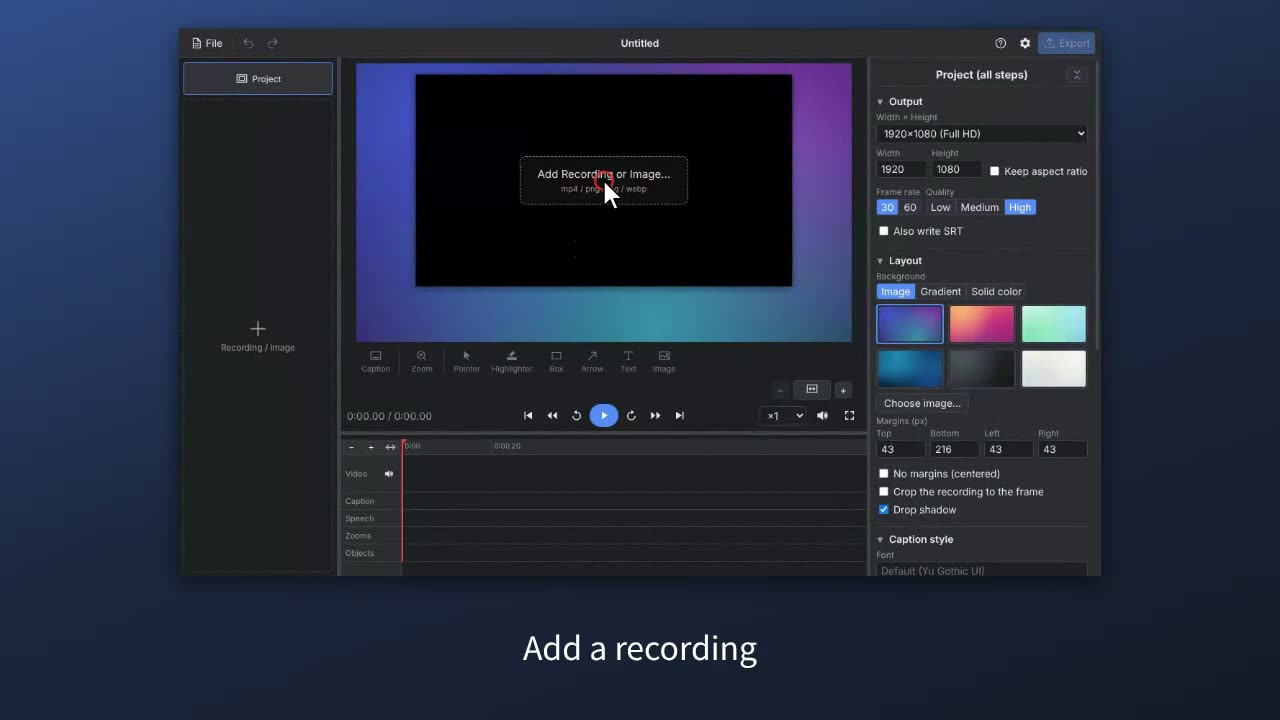 File
Untitled
Export
Project
Recording / image
Add Recording or Image...
mp4 / png
/ webp
Caption
Zoom
Pointer
Highlighter
Box
Arrow
Text
Image
0:00.00 / 0:00.00
×1
0:00
0:00.20
Video
Caption
Speech
Zooms
Objects
Project (all steps)
Output
Width × Height
1920×1080 (Full HD)
Width Height
1920 1080 Keep aspect ratio
Frame rate Quality
30 60 Low Medium High
Also write SRT
Layout
Background
Image Gradient Solid color
Choose image...
Margins (px)
Top Bottom Left Right
43 216 43 43
No margins (centered)
Crop the recording to the frame
Drop shadow
Caption style
Font
Default (Yu Gothic UI)
Add a recording